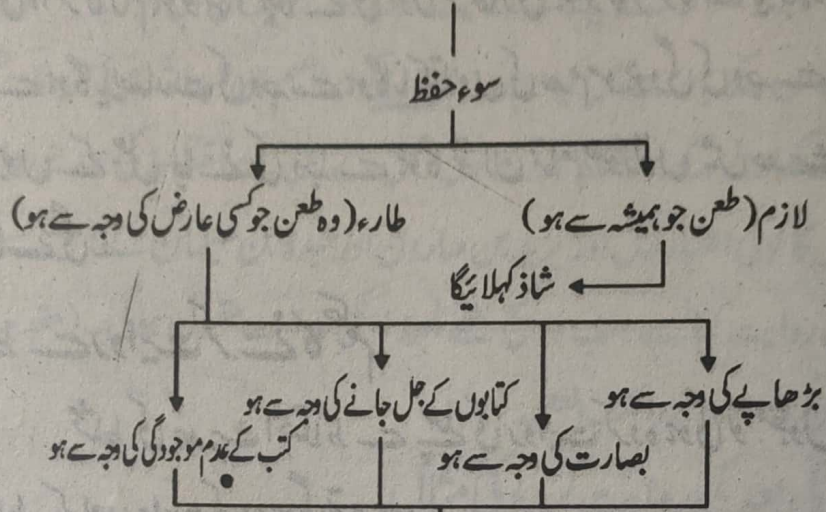 سوء حفظ
لازم (طعن جو ہمیشہ سے ہو)
طارء (وہ طعن جو کسی عارض کی وجہ سے ہو)
شاذ کہلائیگا
بڑھاپے کی وجہ سے ہو
بصارت کی وجہ سے ہو
کتابوں کے جل جانے کی وجہ سے ہو
کتب کے عدم موجودگی کی وجہ سے ہو